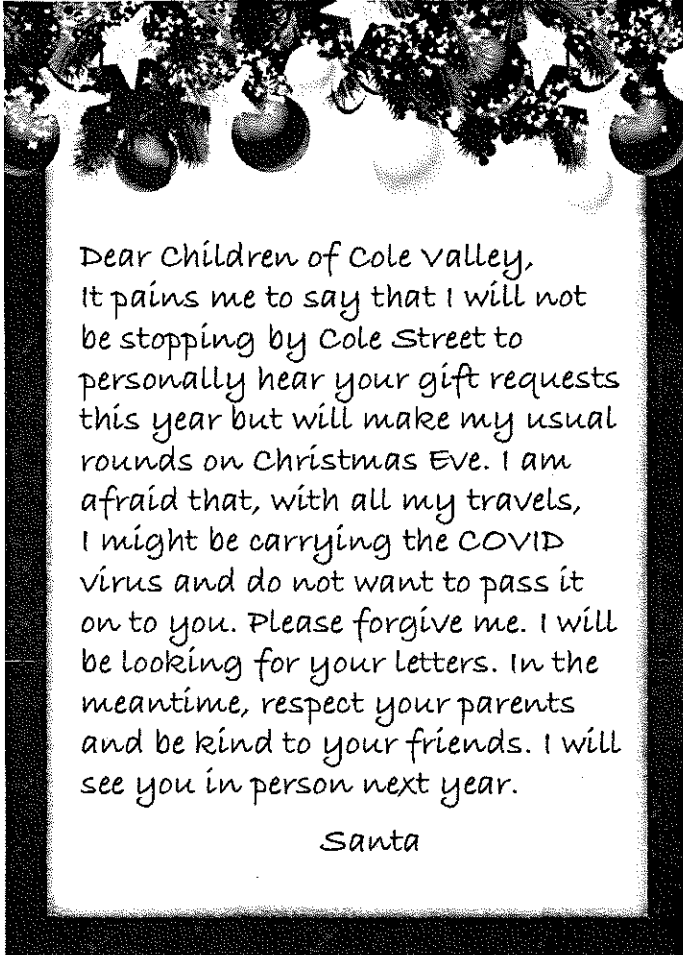 Dear Children of Cole Valley,
It pains me to say that I will not
be stopping by Cole Street to
personally hear your gift requests
this year but will make my usual
rounds on Christmas Eve. I am
afraid that, with all my travels,
I might be carrying the COVID
virus and do not want to pass it
on to you. Please forgive me. I will
be looking for your letters. In the
meantime, respect your parents
and be kind to your friends. I will
see you in person next year.
Santa